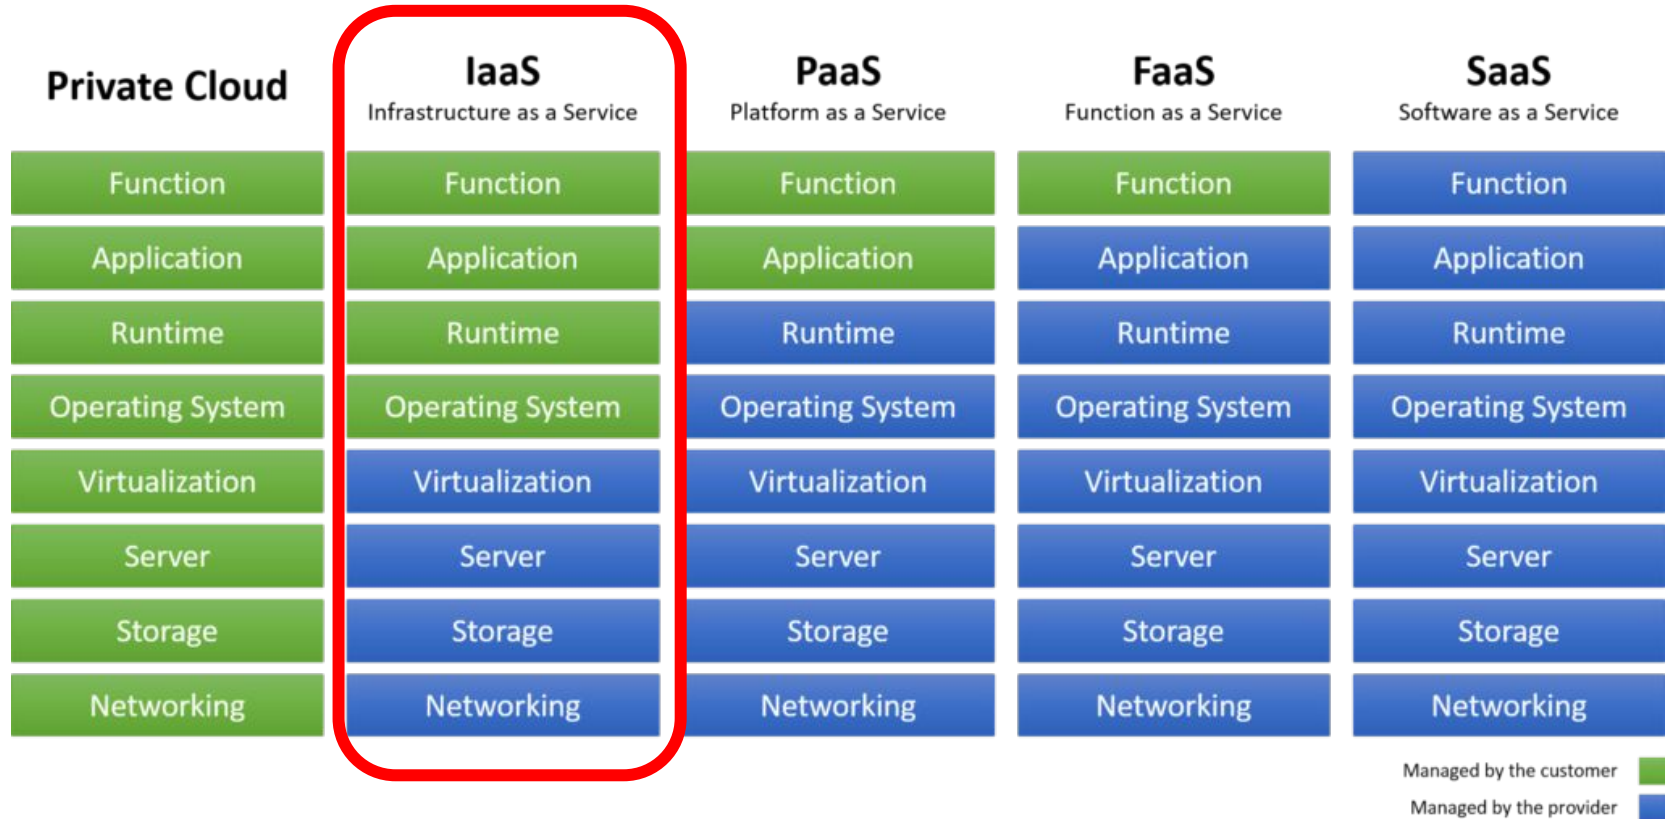 Private Cloud
IaaS
Infrastructure as a Service
PaaS
Platform as a Service
FaaS
Function as a Service
SaaS
Software as a Service
Function Function Function Function Function
Application Application Application Application Application
Runtime Runtime Runtime Runtime Runtime
Operating System Operating System Operating System Operating System Operating System
Virtualization Virtualization Virtualization Virtualization Virtualization
Server Server Server Server Server
Storage Storage Storage Storage Storage
Networking Networking Networking Networking Networking
Managed by the customer
Managed by the provider